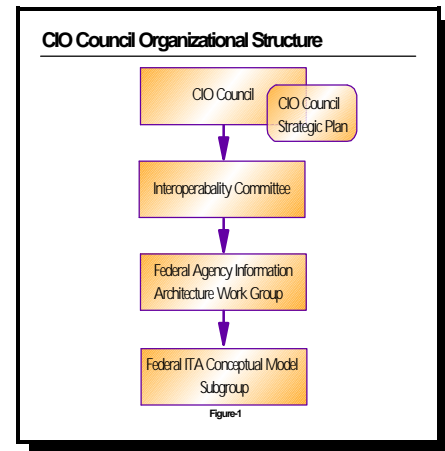 CIO Council Organizational Structure
CIO Council
CIO Council
Strategic Plan
Interoperabality Committee
Federal Agency Information
Architecture Work Group
Federal ITA Conceptual Model
Subgroup
Figure-1